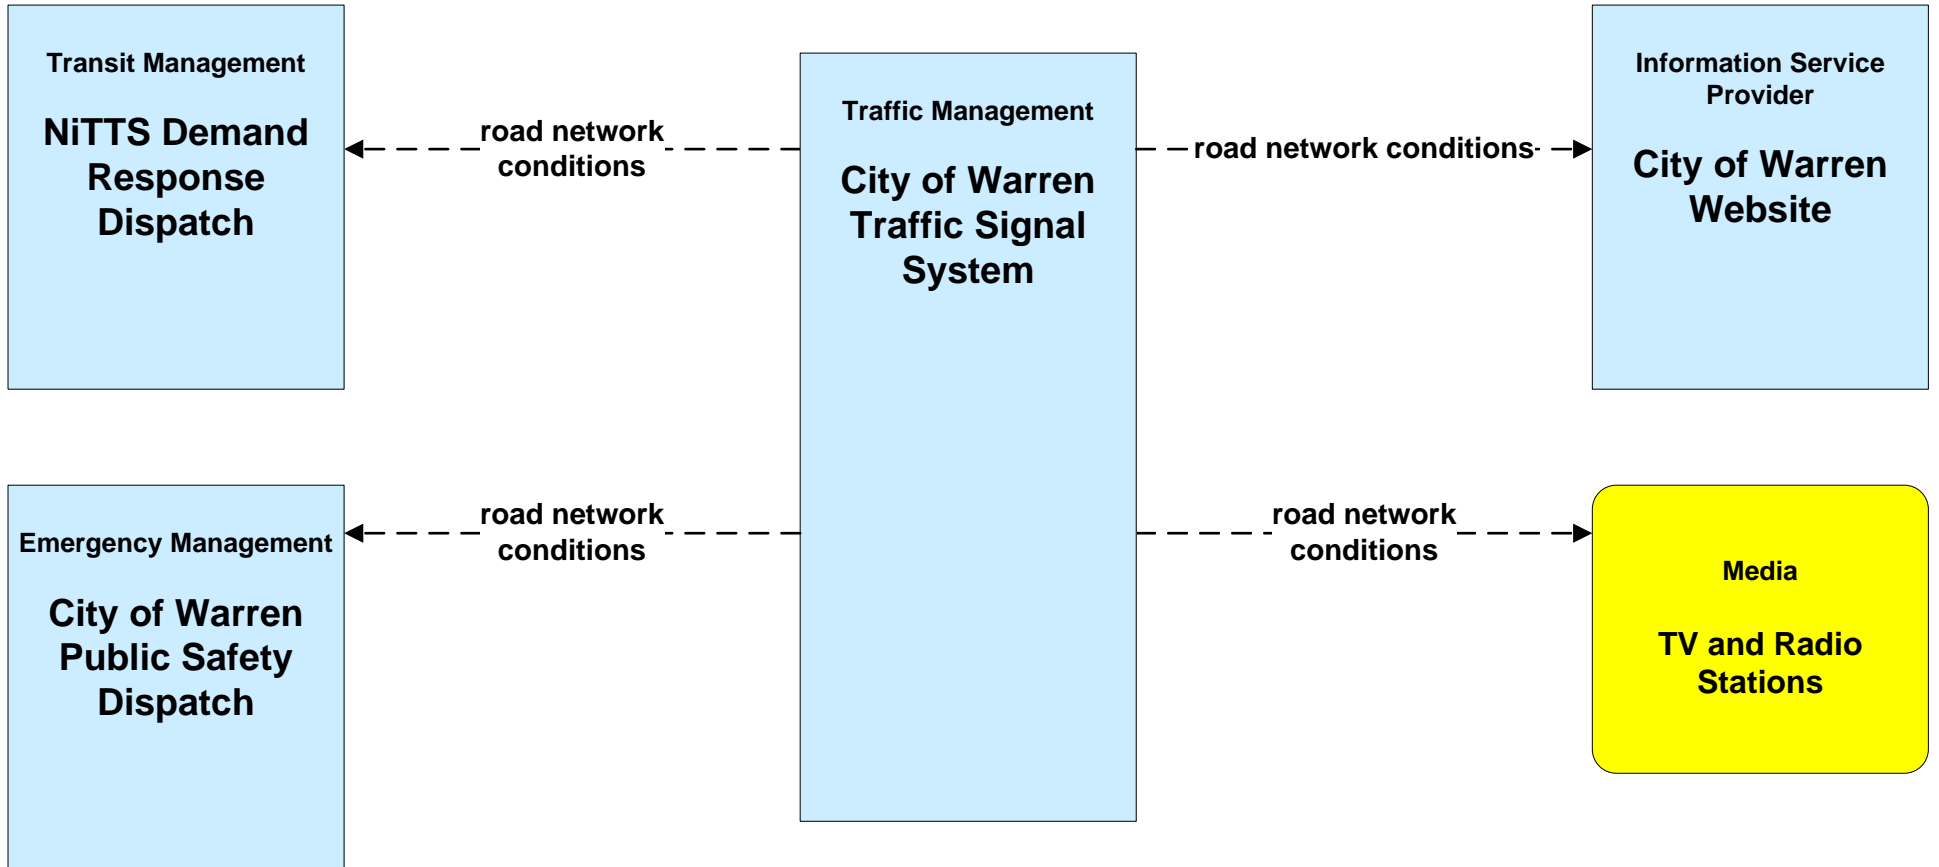 Transit Management
NiTTS Demand
Response
Dispatch
road network
conditions
Traffic Management
City of Warren
Traffic Signal
System
road network conditions
Information Service
Provider
City of Warren
Website
Emergency Management
City of Warren
Public Safety
Dispatch
road network
conditions
road network
conditions
Media
TV and Radio
Stations